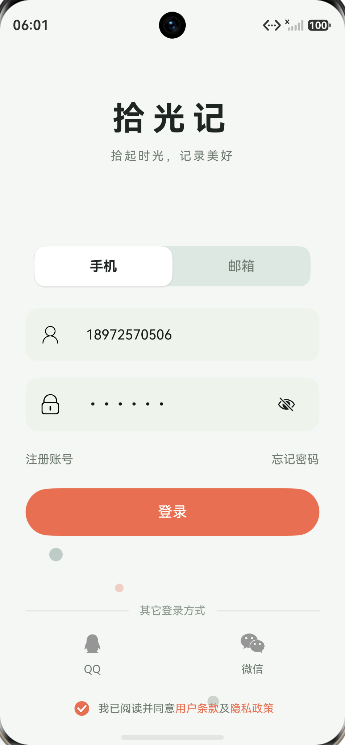 06:01
100
拾光记
拾起时光，记录美好
手机
邮箱
18972570506
••••••
注册账号
忘记密码
登录
其它登录方式
QQ
微信
我已阅读并同意用户条款及隐私政策